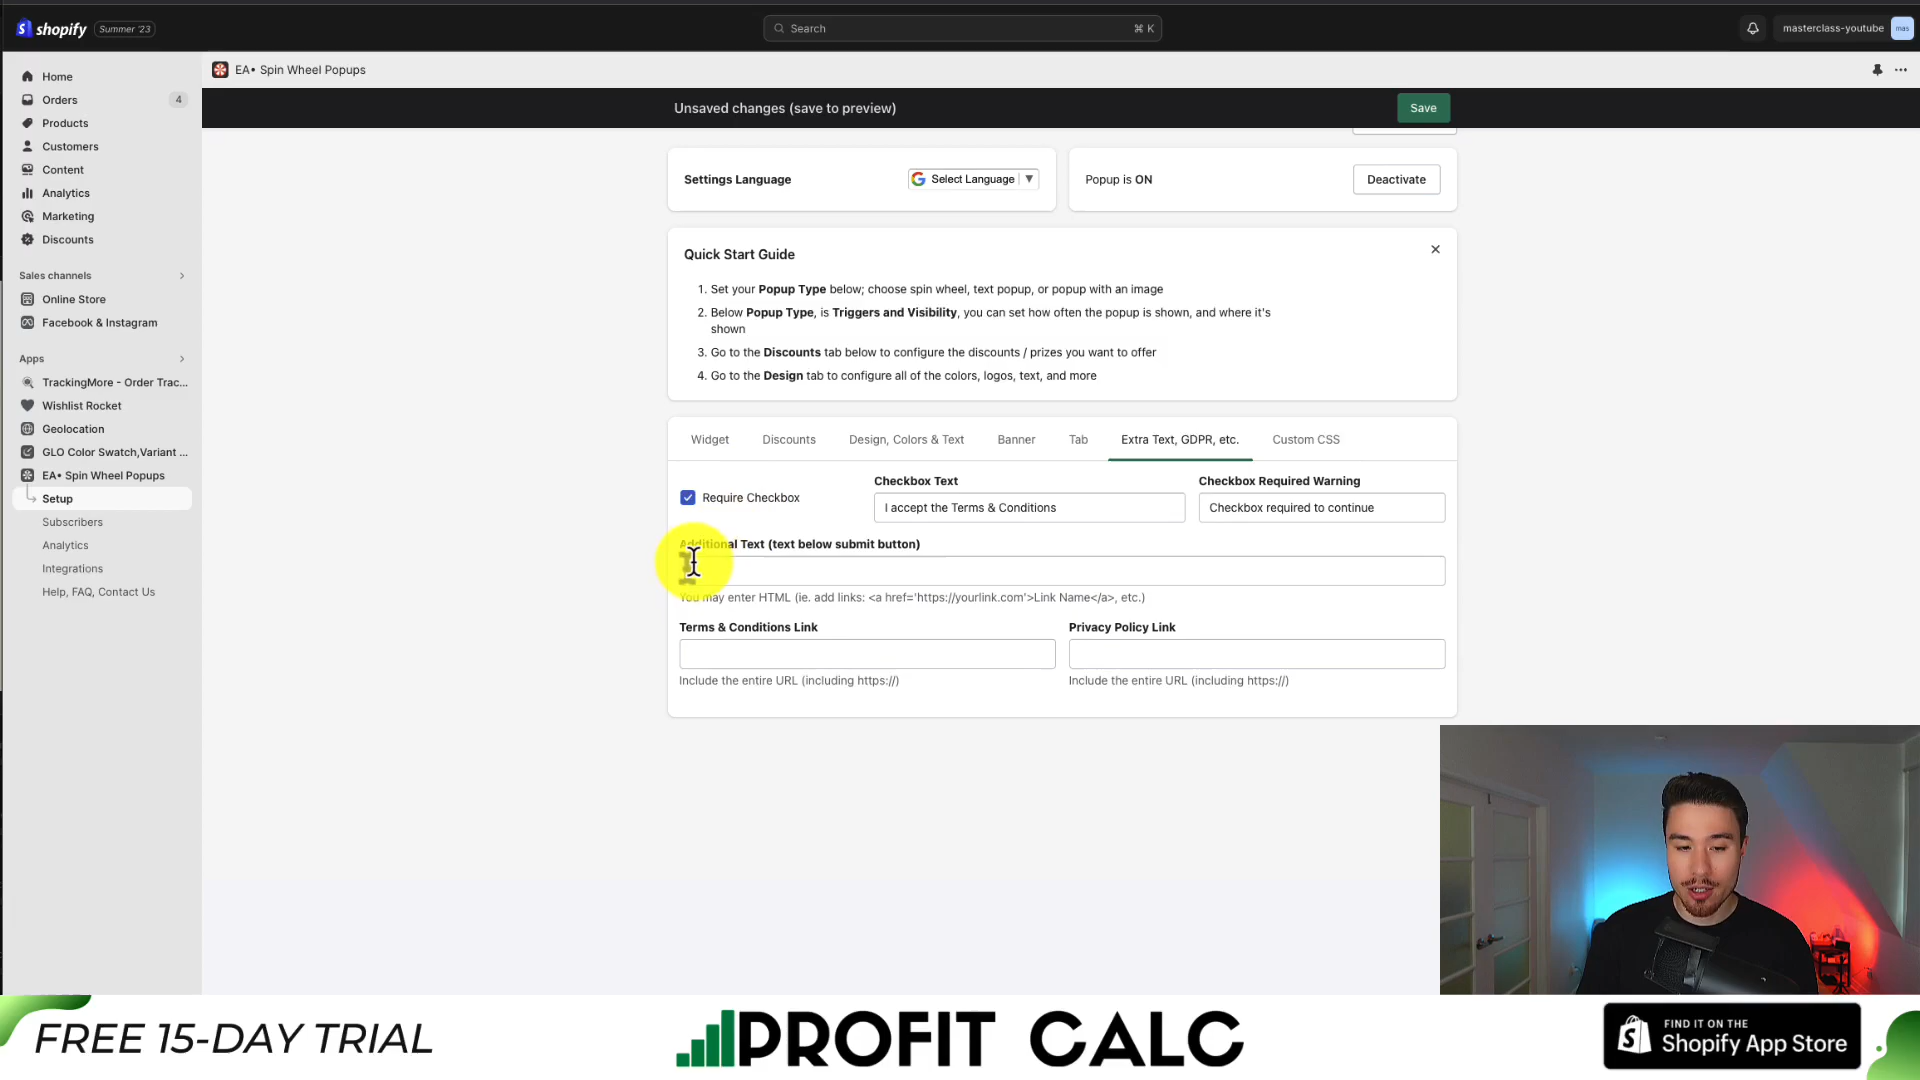 shopify Summer '23
Search ⌘ K
masterclass-youtube mas
Home
Orders 4
Products
Customers
Content
Analytics
Marketing
Discounts
Sales channels
Online Store
Facebook & Instagram
Apps
TrackingMore - Order Trac...
Wishlist Rocket
Geolocation
GLO Color Swatch,Variant ...
EA• Spin Wheel Popups
Setup
Subscribers
Analytics
Integrations
Help, FAQ, Contact Us
EA• Spin Wheel Popups
Unsaved changes (save to preview) Save
Settings Language Select Language ▼
Popup is ON Deactivate
Quick Start Guide
1. Set your Popup Type below; choose spin wheel, text popup, or popup with an image
2. Below Popup Type, is Triggers and Visibility, you can set how often the popup is shown, and where it's
shown
3. Go to the Discounts tab below to configure the discounts / prizes you want to offer
4. Go to the Design tab to configure all of the colors, logos, text, and more
Widget Discounts Design, Colors & Text Banner Tab Extra Text, GDPR, etc. Custom CSS
Require Checkbox
Checkbox Text
I accept the Terms & Conditions
Checkbox Required Warning
Checkbox required to continue
Additional Text (text below submit button)
You may enter HTML (ie. add links: <a href='https://yourlink.com'>Link Name</a>, etc.)
Terms & Conditions Link
Include the entire URL (including https://)
Privacy Policy Link
Include the entire URL (including https://)
FREE 15-DAY TRIAL
PROFIT CALC
FIND IT ON THE
Shopify App Store